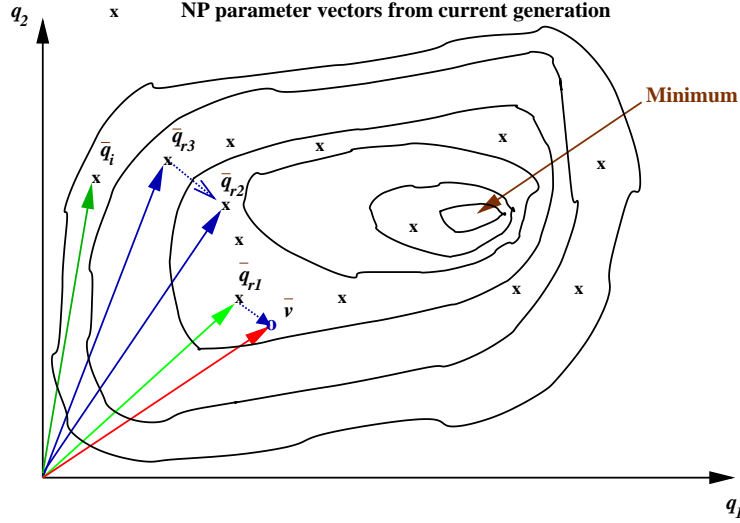 q2 x NP parameter vectors from current generation
Minimum
q̅r3
q̅i x x x x x
x x
q̅r2
x
x x
q̅r1
x x x x
v̅
o
q1